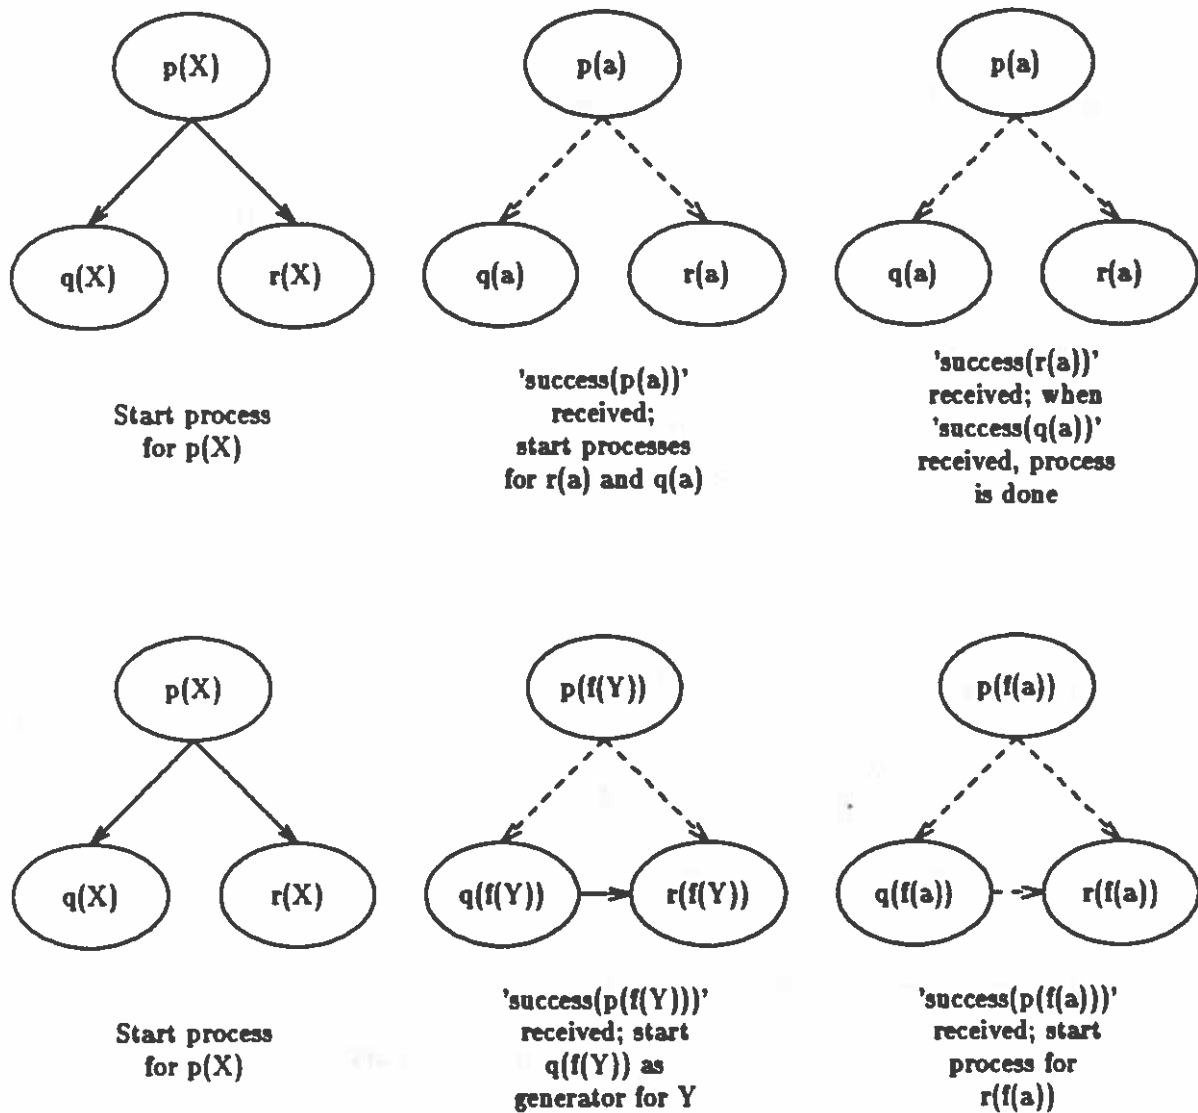 p(X)
p(a)
p(a)
q(X)
r(X)
q(a)
r(a)
q(a)
r(a)
Start process
for p(X)
'success(p(a))'
received;
start processes
for r(a) and q(a)
'success(r(a))'
received; when
'success(q(a))'
received, process
is done
p(X)
p(f(Y))
p(f(a))
q(X)
r(X)
q(f(Y))
r(f(Y))
q(f(a))
r(f(a))
Start process
for p(X)
'success(p(f(Y)))'
received; start
q(f(Y)) as
generator for Y
'success(p(f(a)))'
received; start
process for
r(f(a))